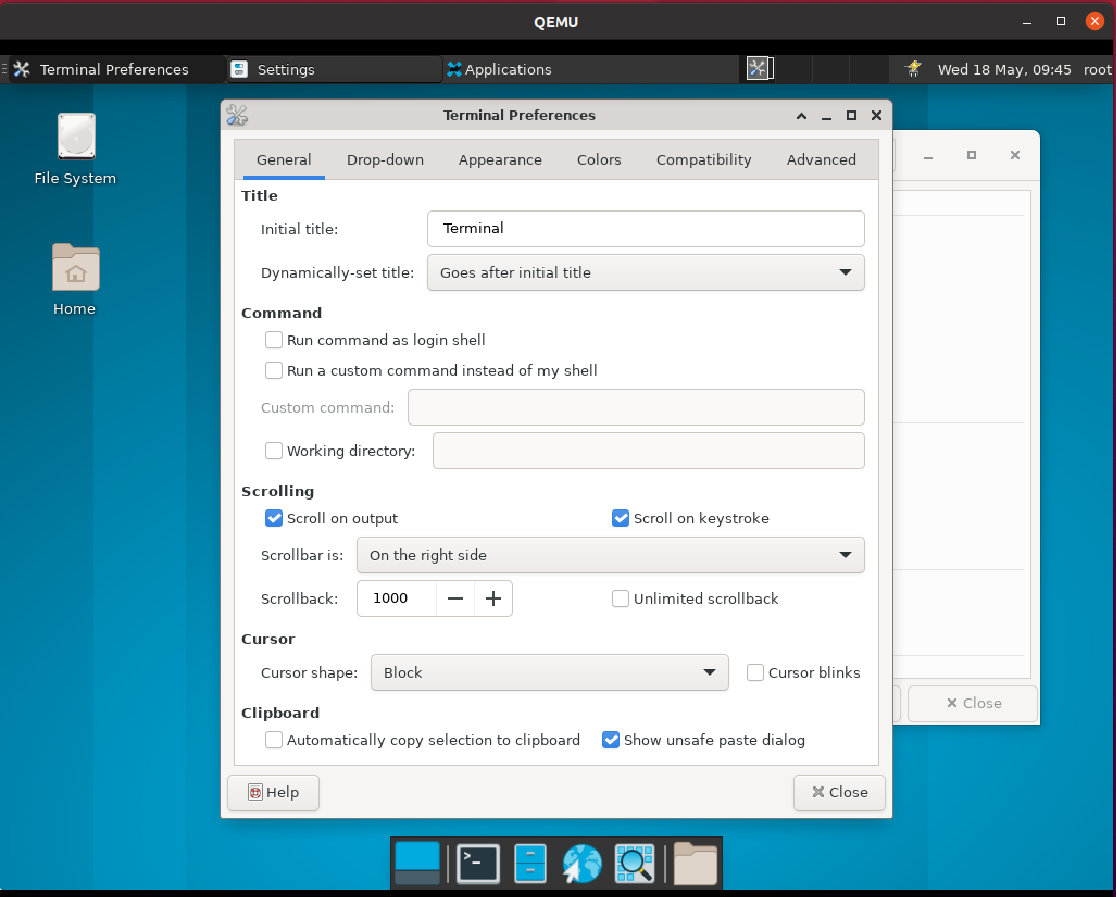 QEMU
Terminal Preferences
Settings
Applications
Wed 18 May, 09:45
root
File System
Home
Terminal Preferences
General
Drop-down
Appearance
Colors
Compatibility
Advanced
Title
Initial title:
Terminal
Dynamically-set title:
Goes after initial title
Command
Run command as login shell
Run a custom command instead of my shell
Custom command:
Working directory:
Scrolling
Scroll on output
Scroll on keystroke
Scrollbar is:
On the right side
Scrollback:
1000
Unlimited scrollback
Cursor
Cursor shape:
Block
Cursor blinks
Clipboard
Automatically copy selection to clipboard
Show unsafe paste dialog
Help
Close
Close